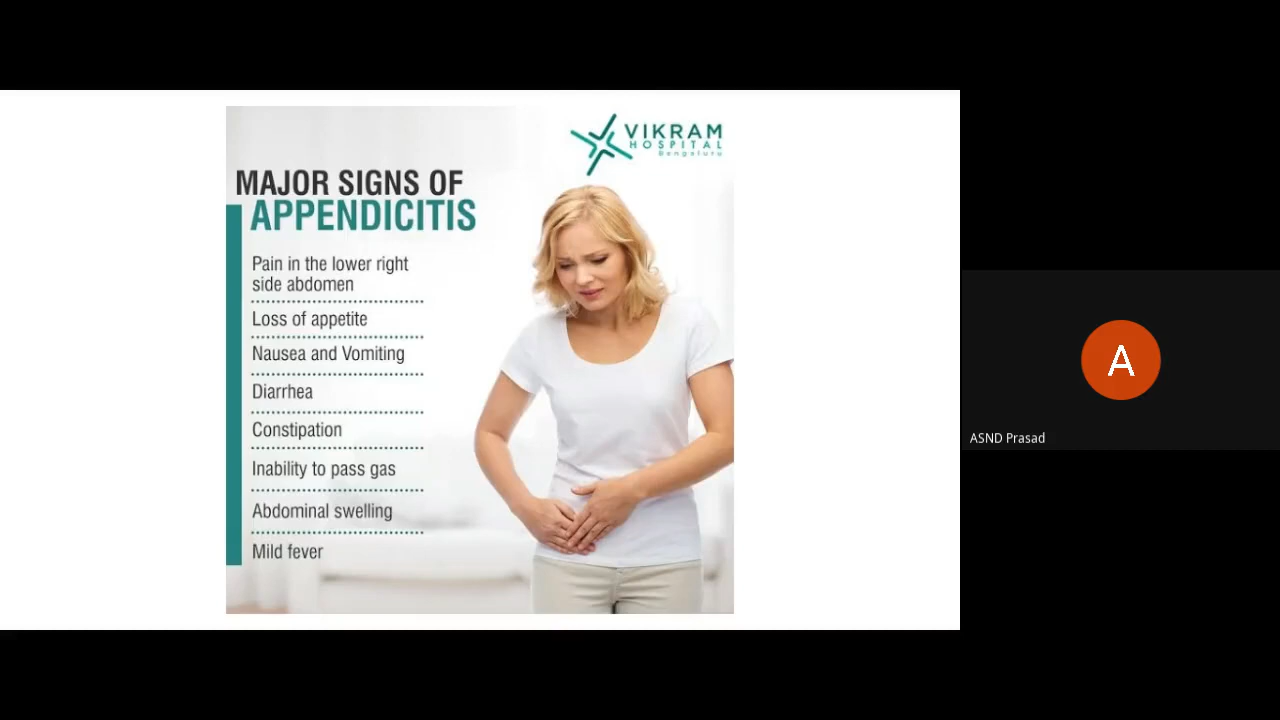 VIKRAM
HOSPITAL
Bengaluru
MAJOR SIGNS OF
APPENDICITIS
Pain in the lower right
side abdomen
Loss of appetite
Nausea and Vomiting
Diarrhea
Constipation
Inability to pass gas
Abdominal swelling
Mild fever
A
ASND Prasad